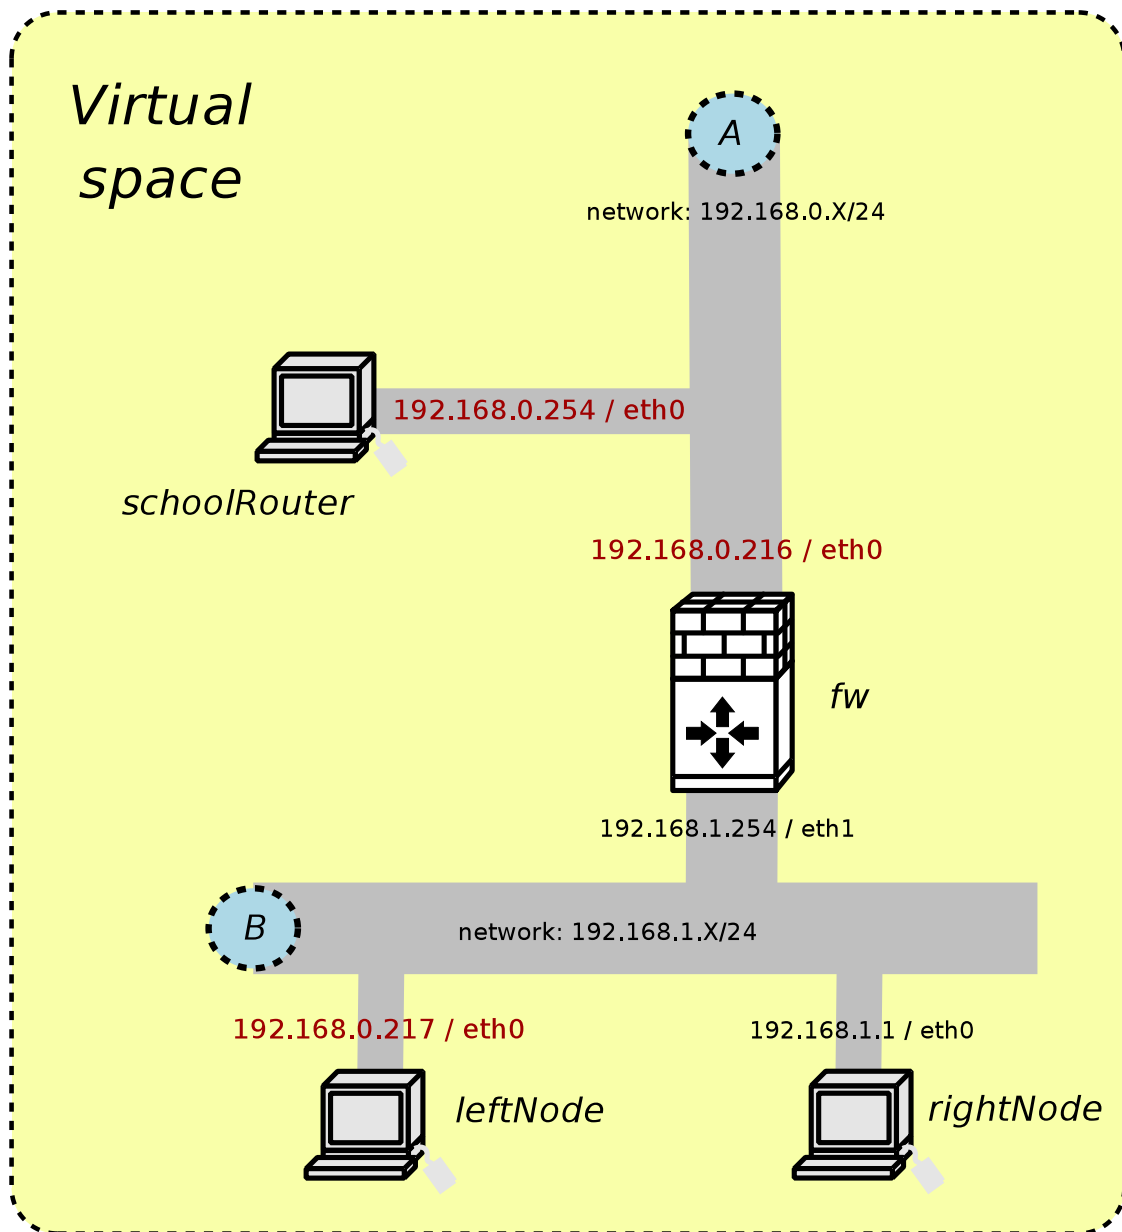 Virtual
space
A
network: 192.168.0.X/24
192.168.0.254 / eth0
schoolRouter
192.168.0.216 / eth0
fw
192.168.1.254 / eth1
B
network: 192.168.1.X/24
192.168.0.217 / eth0
192.168.1.1 / eth0
leftNode
rightNode